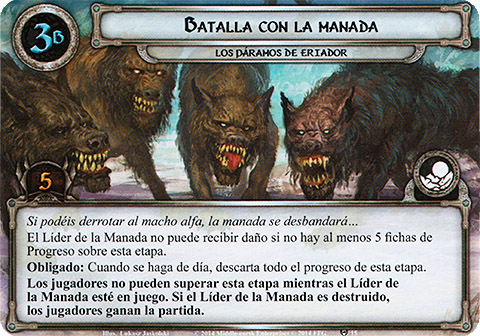 3B
BATALLA CON LA MANADA
LOS PÁRAMOS DE ERIADOR
5
Si podéis derrotar al macho alfa, la manada se desbandará...
El Líder de la Manada no puede recibir daño si no hay al menos 5 fichas de
Progreso sobre esta etapa.
Obligado: Cuando se haga de día, descarta todo el progreso de esta etapa.
Los jugadores no pueden superar esta etapa mientras el Líder de
la Manada esté en juego. Si el Líder de la Manada es destruido,
los jugadores ganan la partida.
Illus. Lukasz Jaskolski